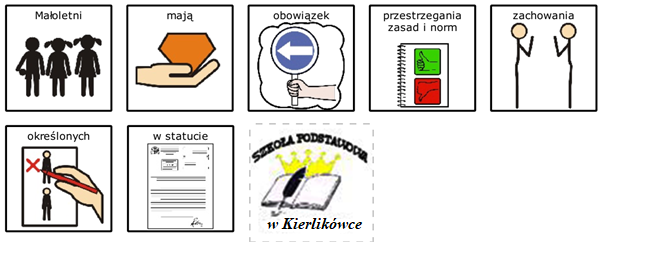 Małoletni
mają
obowiązek
przestrzegania
zasad i norm
zachowania
określonych
w statucie
SZKOŁA PODSTAWOWA
w Kierlikówce